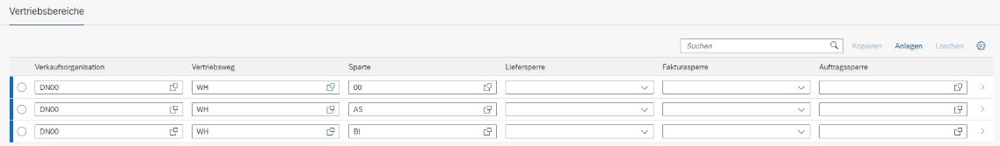 Vertriebsbereiche
Suchen Kopieren Anlegen Löschen
Verkaufsorganisation Vertriebsweg Sparte Liefersperre Fakturasperre Auftragssperre
DN00 WH 00
DN00 WH AS
DN00 WH BI